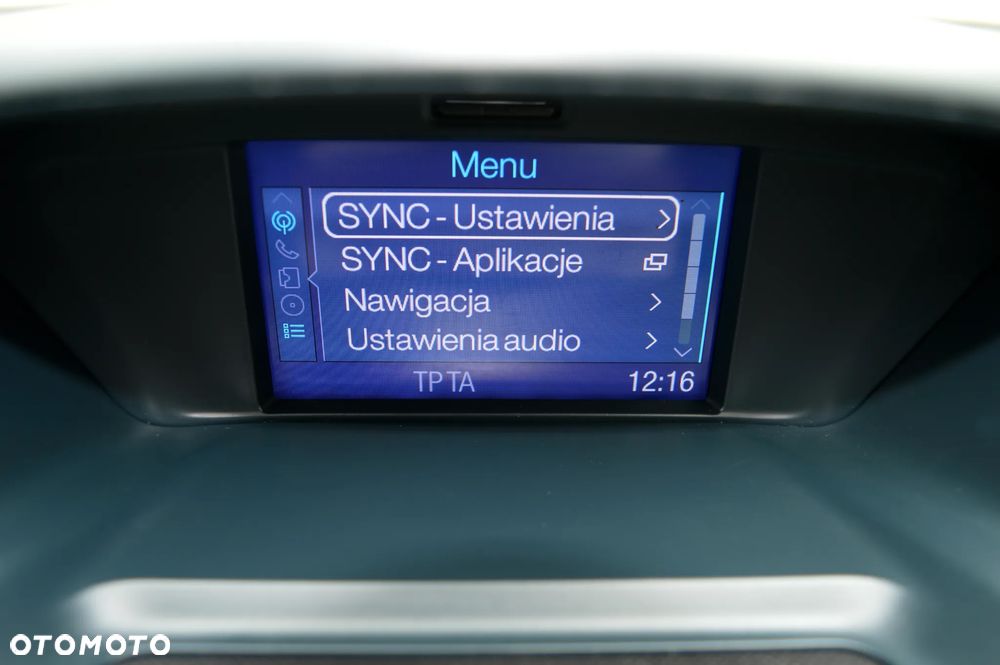 Menu
SYNC - Ustawienia
SYNC - Aplikacje
Nawigacja
Ustawienia audio
TP TA 12:16
OTOMOTO